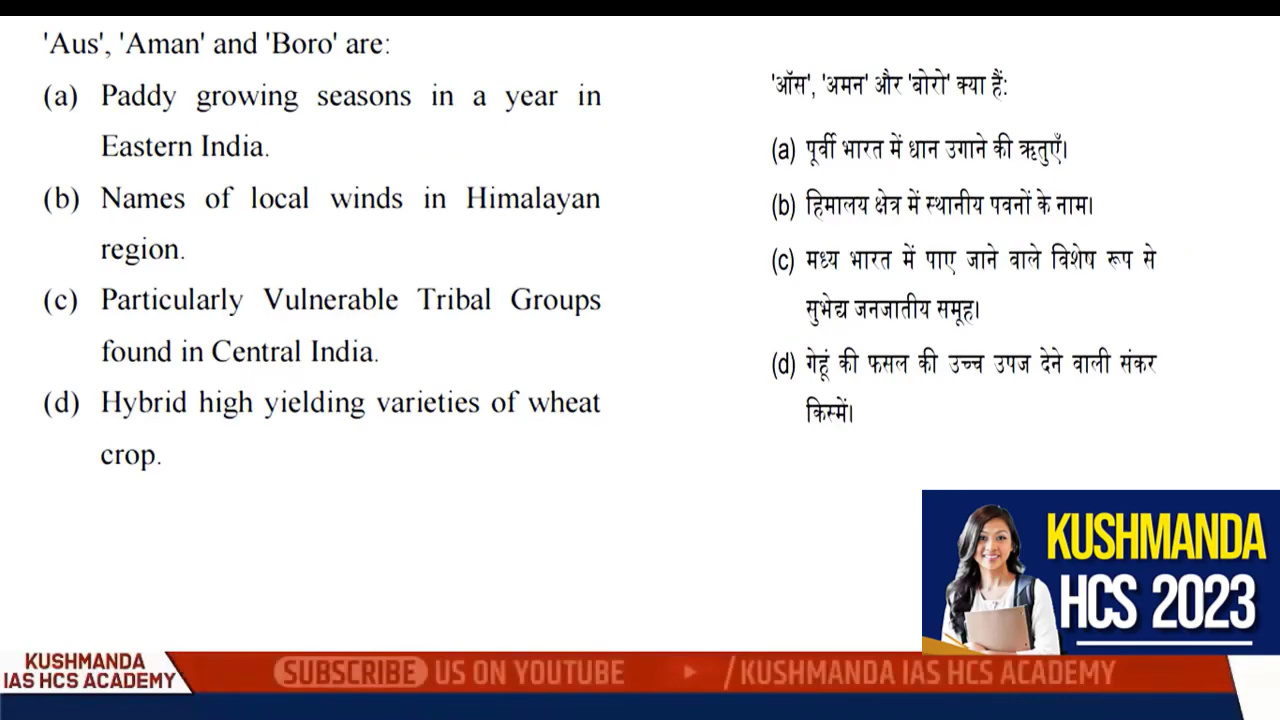 'Aus', 'Aman' and 'Boro' are:
(a) Paddy growing seasons in a year in
Eastern India.
(b) Names of local winds in Himalayan
region.
(c) Particularly Vulnerable Tribal Groups
found in Central India.
(d) Hybrid high yielding varieties of wheat
crop.
'ऑस', 'अमन' और 'बोरो' क्या हैं:
(a) पूर्वी भारत में धान उगाने की ऋतुएँ।
(b) हिमालय क्षेत्र में स्थानीय पवनों के नाम।
(c) मध्य भारत में पाए जाने वाले विशेष रूप से
सुभेद्य जनजातीय समूह।
(d) गेहूं की फसल की उच्च उपज देने वाली संकर
किस्में।
KUSHMANDA
HCS 2023
KUSHMANDA
IAS HCS ACADEMY
SUBSCRIBE US ON YOUTUBE
/KUSHMANDA IAS HCS ACADEMY